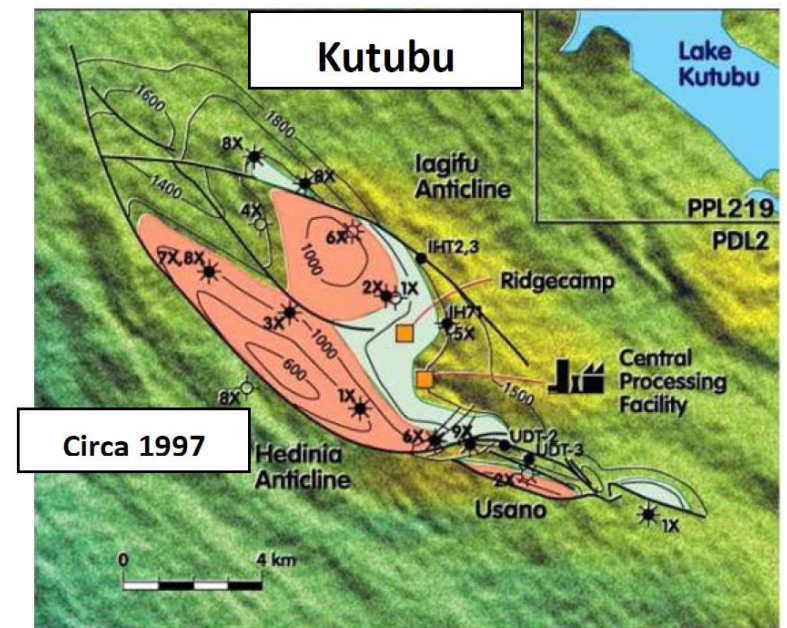 Kutubu
Lake
Kutubu
PPL219
PDL2
1600
1800
8X
8X
Iagifu
Anticline
1400
4X
6X
1000
IHT2,3
7X,8X
2X
1X
Ridgecamp
3X
IH7
5X
1000
600
Central
Processing
Facility
1500
8X
1X
Circa 1997
6X
9X
UDT-2
UDT-3
Hedinia
Anticline
2X
Usano
1X
0
4 km